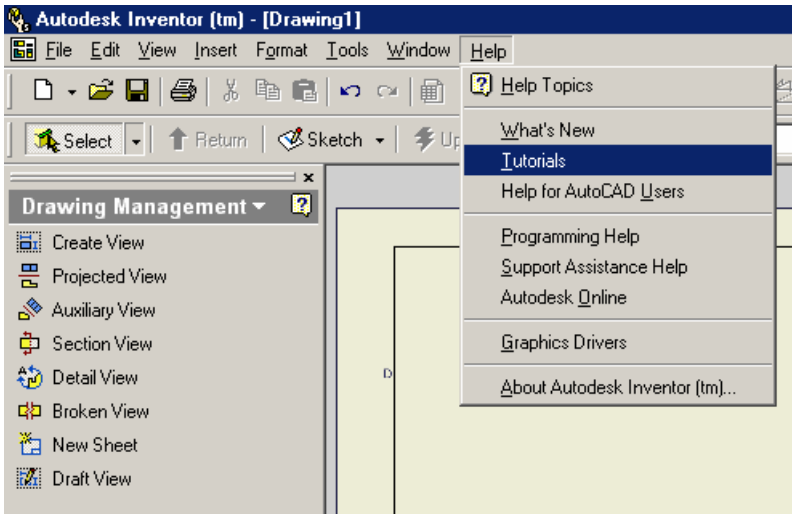 Autodesk Inventor (tm) - [Drawing1]
File Edit View Insert Format Tools Window Help
Help Topics
What's New
Tutorials
Help for AutoCAD Users
Programming Help
Support Assistance Help
Autodesk Online
Graphics Drivers
About Autodesk Inventor (tm)...
Select Return Sketch
Drawing Management
Create View
Projected View
Auxiliary View
Section View
Detail View
Broken View
New Sheet
Draft View
D